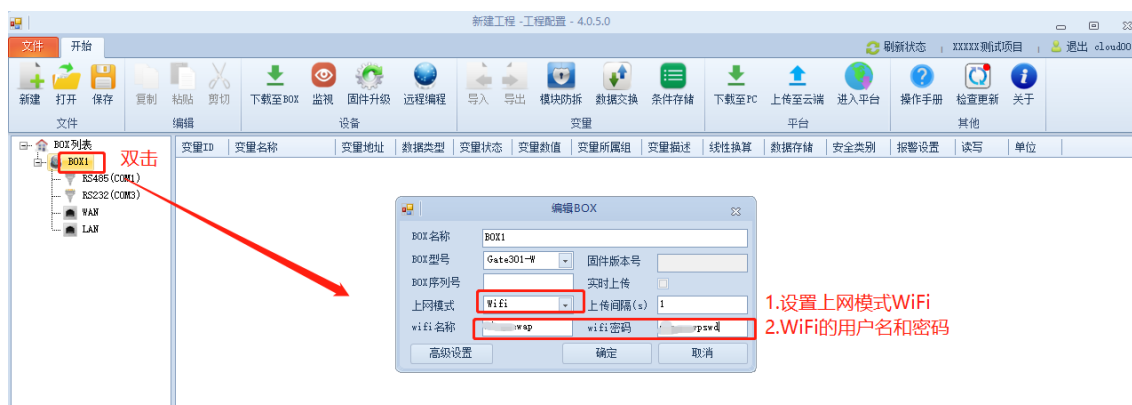 新建工程 -工程配置 - 4.0.5.0
文件 开始 刷新状态 XXXXX测试项目 退出 cloud00
新建 打开 保存 复制 粘贴 剪切 下载至BOX 监视 固件升级 远程编程 导入 导出 模块防拆 数据交换 条件存储 下载至PC 上传至云端 进入平台 操作手册 检查更新 关于
文件 编辑 设备 变量 平台 其他
BOX列表 变量ID 变量名称 变量地址 数据类型 变量状态 变量数值 变量所属组 变量描述 线性换算 数据存储 安全类别 报警设置 读写 单位
BOX1 双击
RS485(COM1)
RS232(COM3)
WAN
LAN
编辑BOX
BOX名称 BOX1
BOX型号 Gate301-W 固件版本号
BOX序列号 实时上传
上网模式 Wifi 上传间隔(s) 1
wifi名称 wifi密码
高级设置 确定 取消
1.设置上网模式WiFi
2.WiFi的用户名和密码